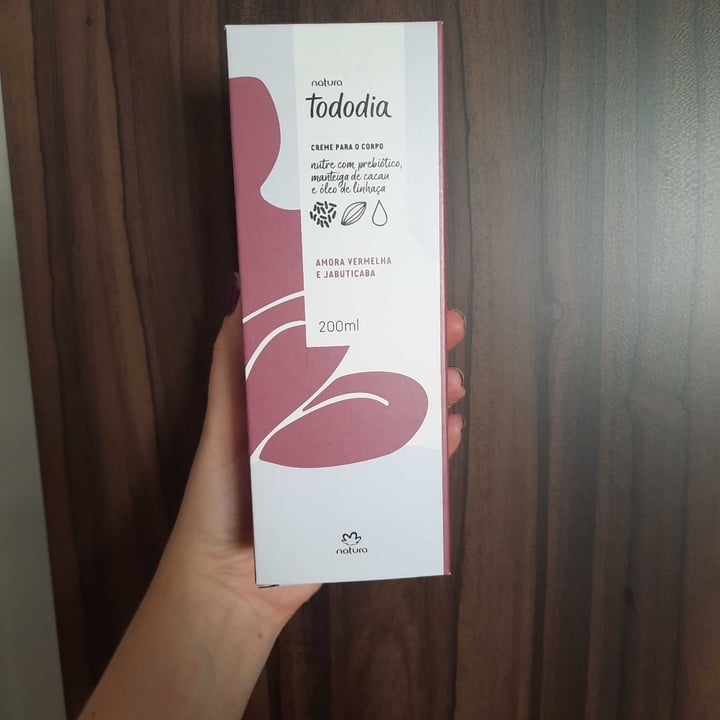 natura
tododia
CREME PARA O CORPO
nutre com prebiótico,
manteiga de cacau
e óleo de linhaça
AMORA VERMELHA
E JABUTICABA
200ml
natura